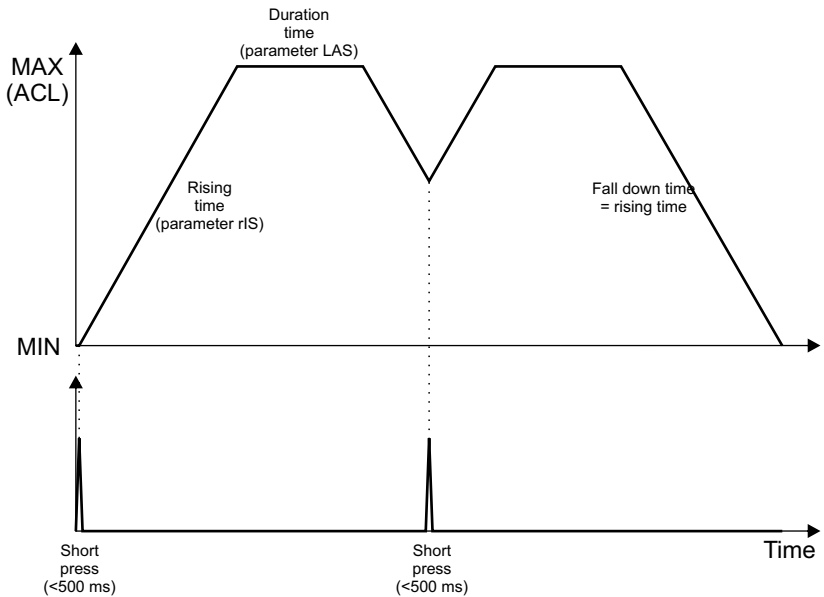 Duration
time
(parameter LAS)
MAX
(ACL)
Rising
time
(parameter rIS)
Fall down time
= rising time
MIN
Short
press
(<500 ms)
Short
press
(<500 ms)
Time